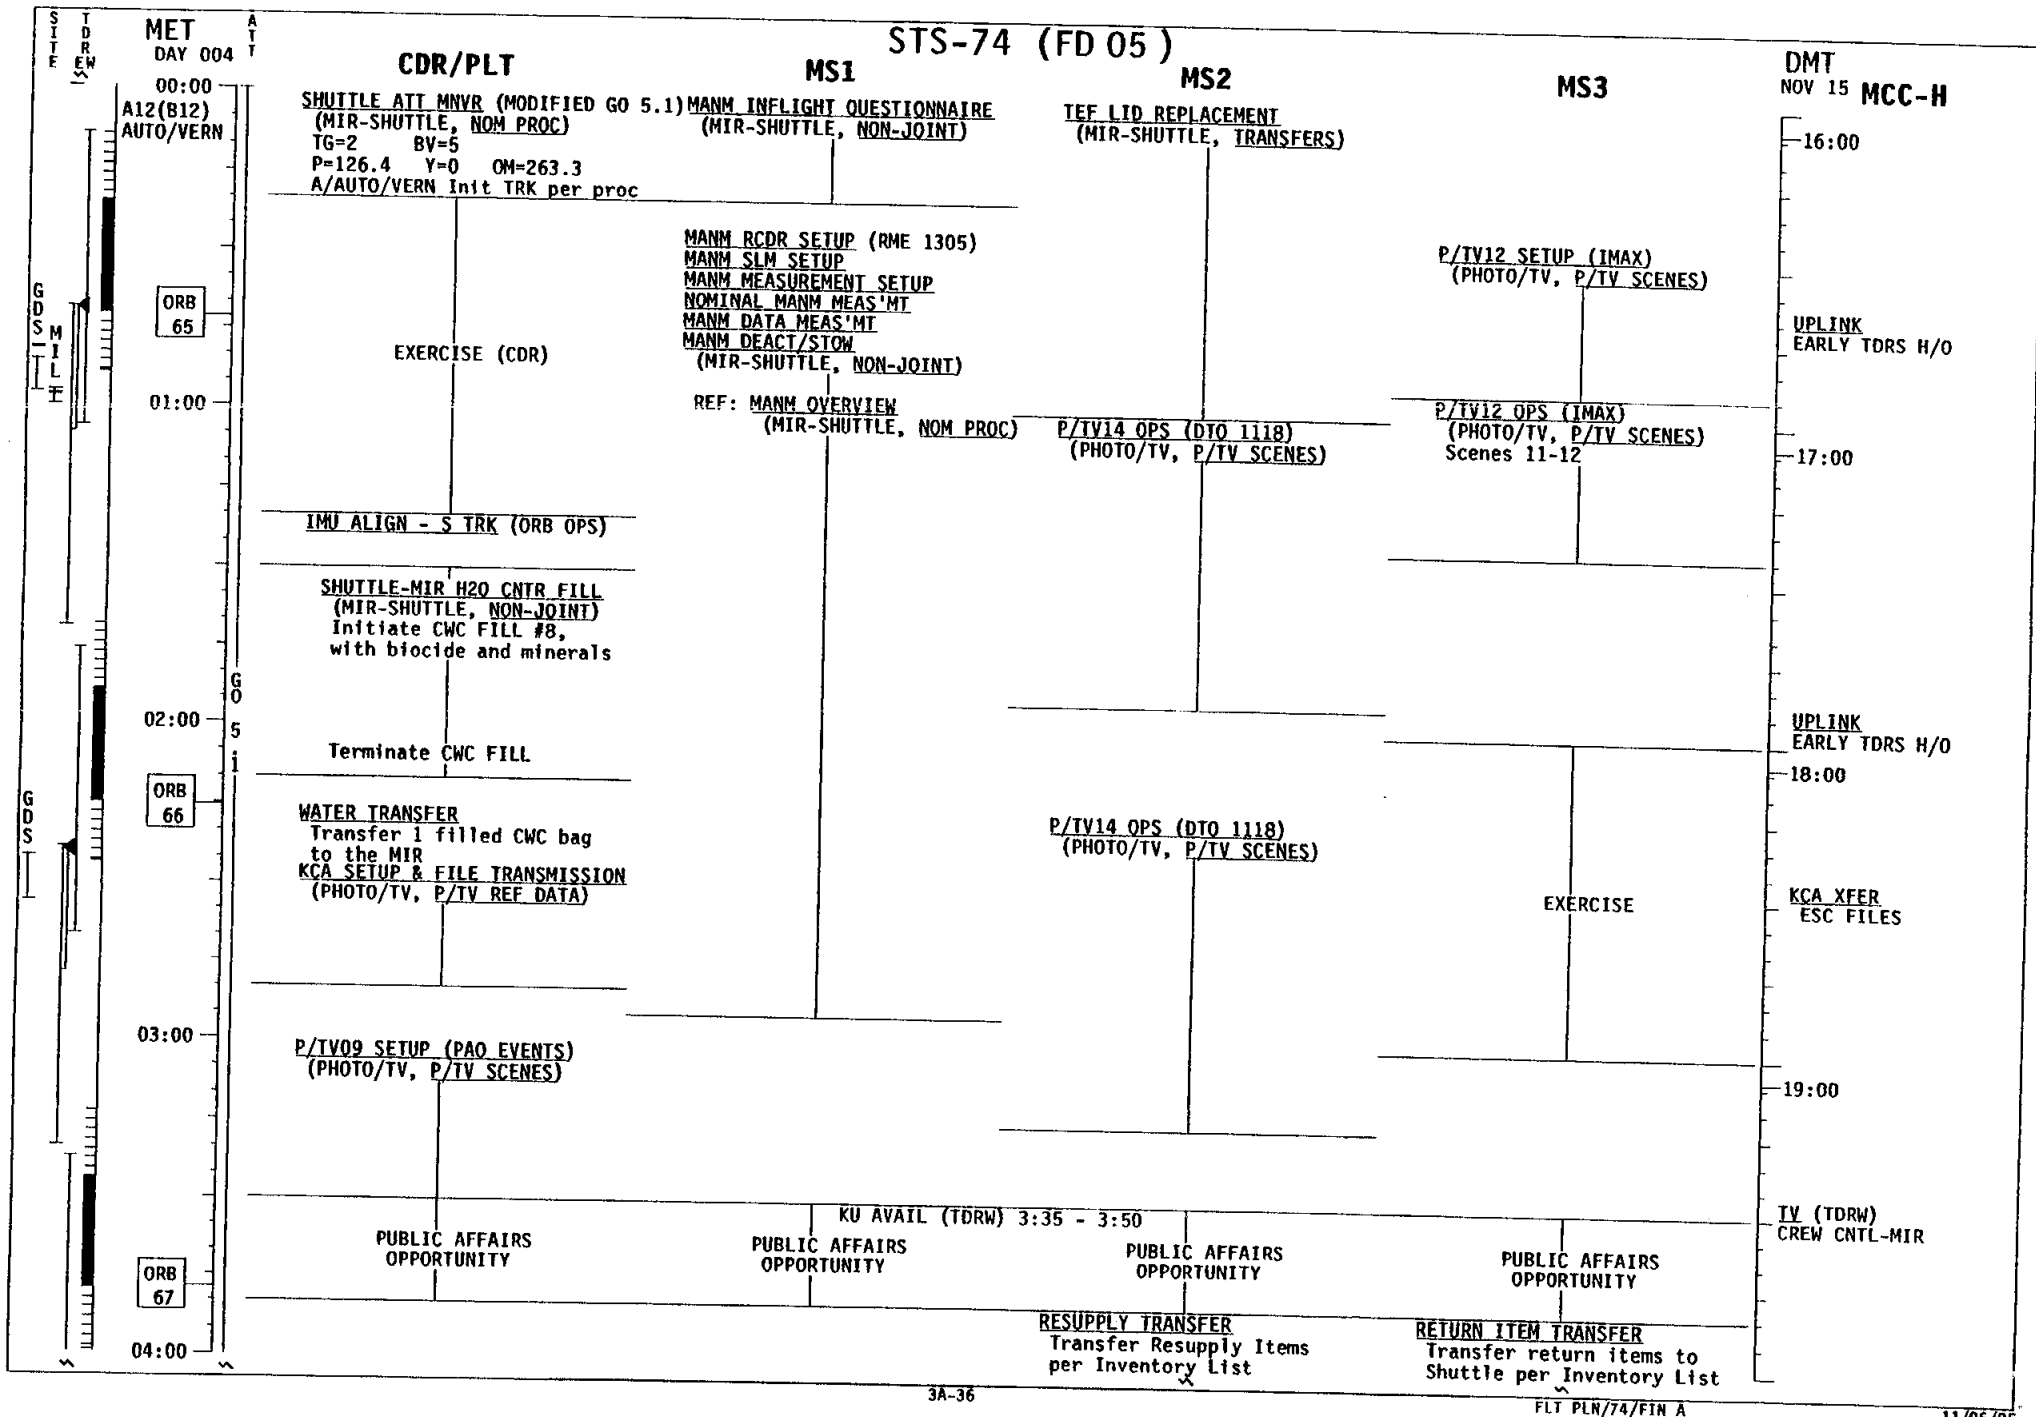 STS-74 (FD 05 )
SITE
TDRE W
MET
DAY 004
ATT
CDR/PLT
MS1
MS2
MS3
DMT
NOV 15 MCC-H
00:00
A12(B12)
AUTO/VERN
GDS
MIL
ORB
65
01:00
02:00
ORB
66
GDS
03:00
ORB
67
04:00
GO 5 1
SHUTTLE ATT MNVR (MODIFIED GO 5.1)
(MIR-SHUTTLE, NOM PROC)
TG=2 BV=5
P=126.4 Y=0 OM=263.3
A/AUTO/VERN Init TRK per proc
EXERCISE (CDR)
IMU ALIGN - S TRK (ORB OPS)
SHUTTLE-MIR H2O CNTR FILL
(MIR-SHUTTLE, NON-JOINT)
Initiate CWC FILL #8,
with biocide and minerals
Terminate CWC FILL
WATER TRANSFER
Transfer 1 filled CWC bag
to the MIR
KCA SETUP & FILE TRANSMISSION
(PHOTO/TV, P/TV REF DATA)
P/TV09 SETUP (PAO EVENTS)
(PHOTO/TV, P/TV SCENES)
PUBLIC AFFAIRS
OPPORTUNITY
MANM INFLIGHT QUESTIONNAIRE
(MIR-SHUTTLE, NON-JOINT)
MANM RCDR SETUP (RME 1305)
MANM SLM SETUP
MANM MEASUREMENT SETUP
NOMINAL MANM MEAS'MT
MANM DATA MEAS'MT
MANM DEACT/STOW
(MIR-SHUTTLE, NON-JOINT)
REF: MANM OVERVIEW
(MIR-SHUTTLE, NOM PROC)
KU AVAIL (TDRW) 3:35 - 3:50
PUBLIC AFFAIRS
OPPORTUNITY
TEF LID REPLACEMENT
(MIR-SHUTTLE, TRANSFERS)
P/TV14 OPS (DTO 1118)
(PHOTO/TV, P/TV SCENES)
P/TV14 OPS (DTO 1118)
(PHOTO/TV, P/TV SCENES)
PUBLIC AFFAIRS
OPPORTUNITY
RESUPPLY TRANSFER
Transfer Resupply Items
per Inventory List
P/TV12 SETUP (IMAX)
(PHOTO/TV, P/TV SCENES)
P/TV12 OPS (IMAX)
(PHOTO/TV, P/TV SCENES)
Scenes 11-12
EXERCISE
PUBLIC AFFAIRS
OPPORTUNITY
RETURN ITEM TRANSFER
Transfer return items to
Shuttle per Inventory List
16:00
UPLINK
EARLY TDRS H/O
17:00
UPLINK
EARLY TDRS H/O
18:00
KCA XFER
ESC FILES
19:00
TV (TDRW)
CREW CNTL-MIR
3A-36
FLT PLN/74/FIN A